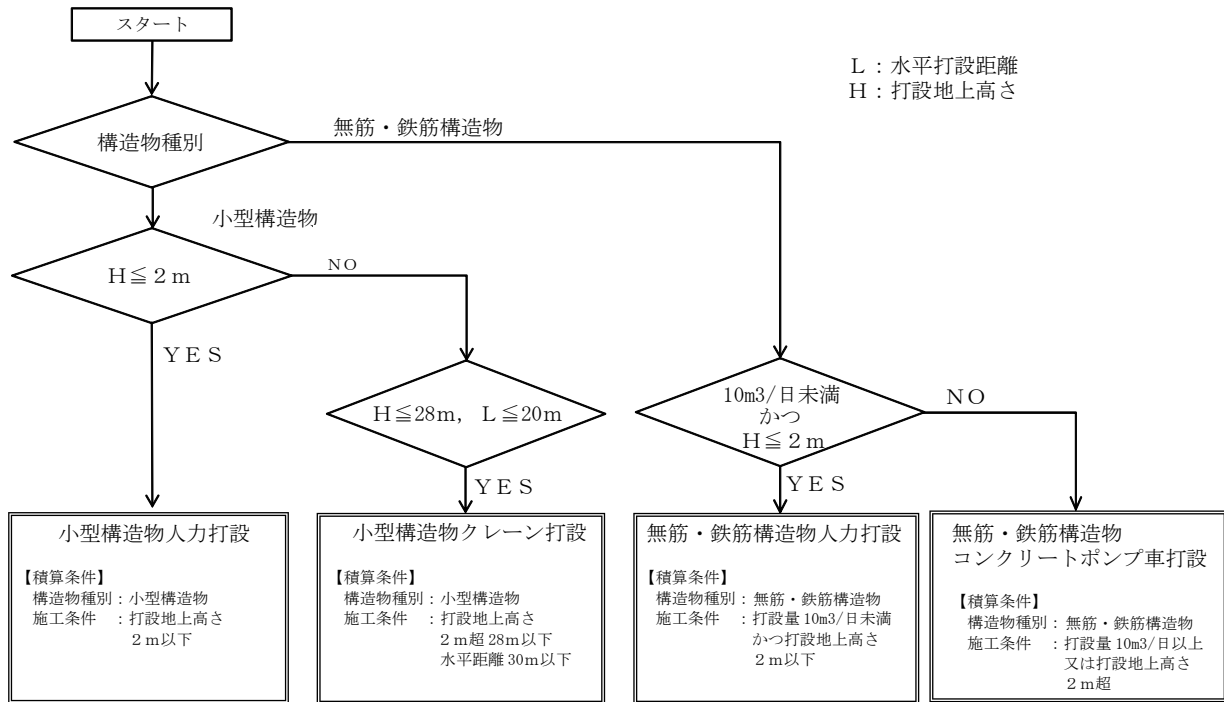 スタート
L:水平打設距離
H:打設地上高さ
構造物種別
無筋・鉄筋構造物
小型構造物
H≦2m
NO
YES
H≦28m, L≦20m
YES
10m3/日未満
かつ
H≦2m
NO
YES
小型構造物人力打設
【積算条件】
構造物種別:小型構造物
施工条件 :打設地上高さ
2m以下
小型構造物クレーン打設
【積算条件】
構造物種別:小型構造物
施工条件 :打設地上高さ
2m超28m以下
水平距離30m以下
無筋・鉄筋構造物人力打設
【積算条件】
構造物種別:無筋・鉄筋構造物
施工条件 :打設量10m3/日未満
かつ打設地上高さ
2m以下
無筋・鉄筋構造物
コンクリートポンプ車打設
【積算条件】
構造物種別:無筋・鉄筋構造物
施工条件 :打設量10m3/日以上
又は打設地上高さ
2m超